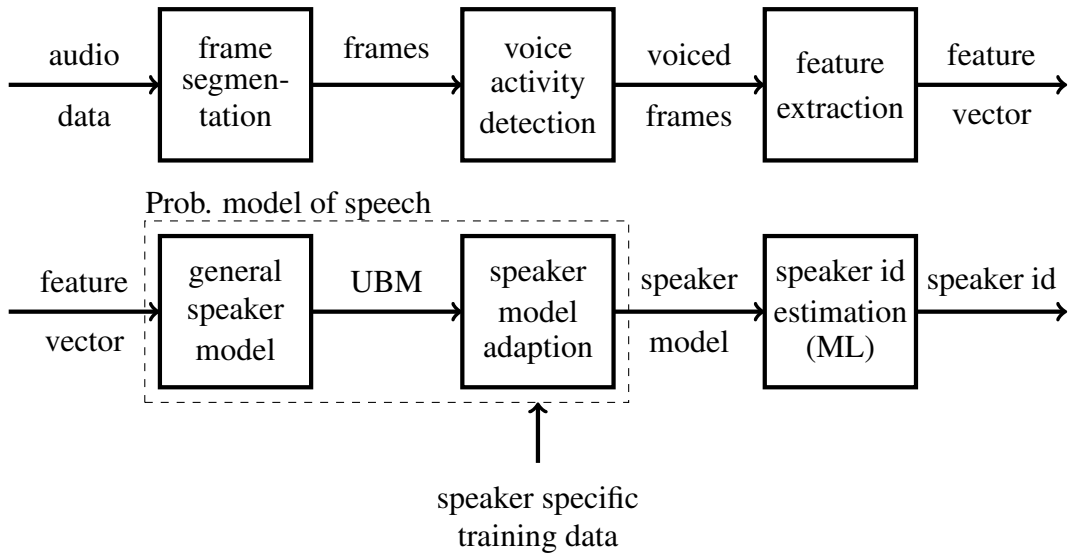 audio
data
frame
segmen-
tation
frames
voice
activity
detection
voiced
frames
feature
extraction
feature
vector
Prob. model of speech
feature
vector
general
speaker
model
UBM
speaker
model
adaption
speaker
model
speaker id
estimation
(ML)
speaker id
speaker specific
training data